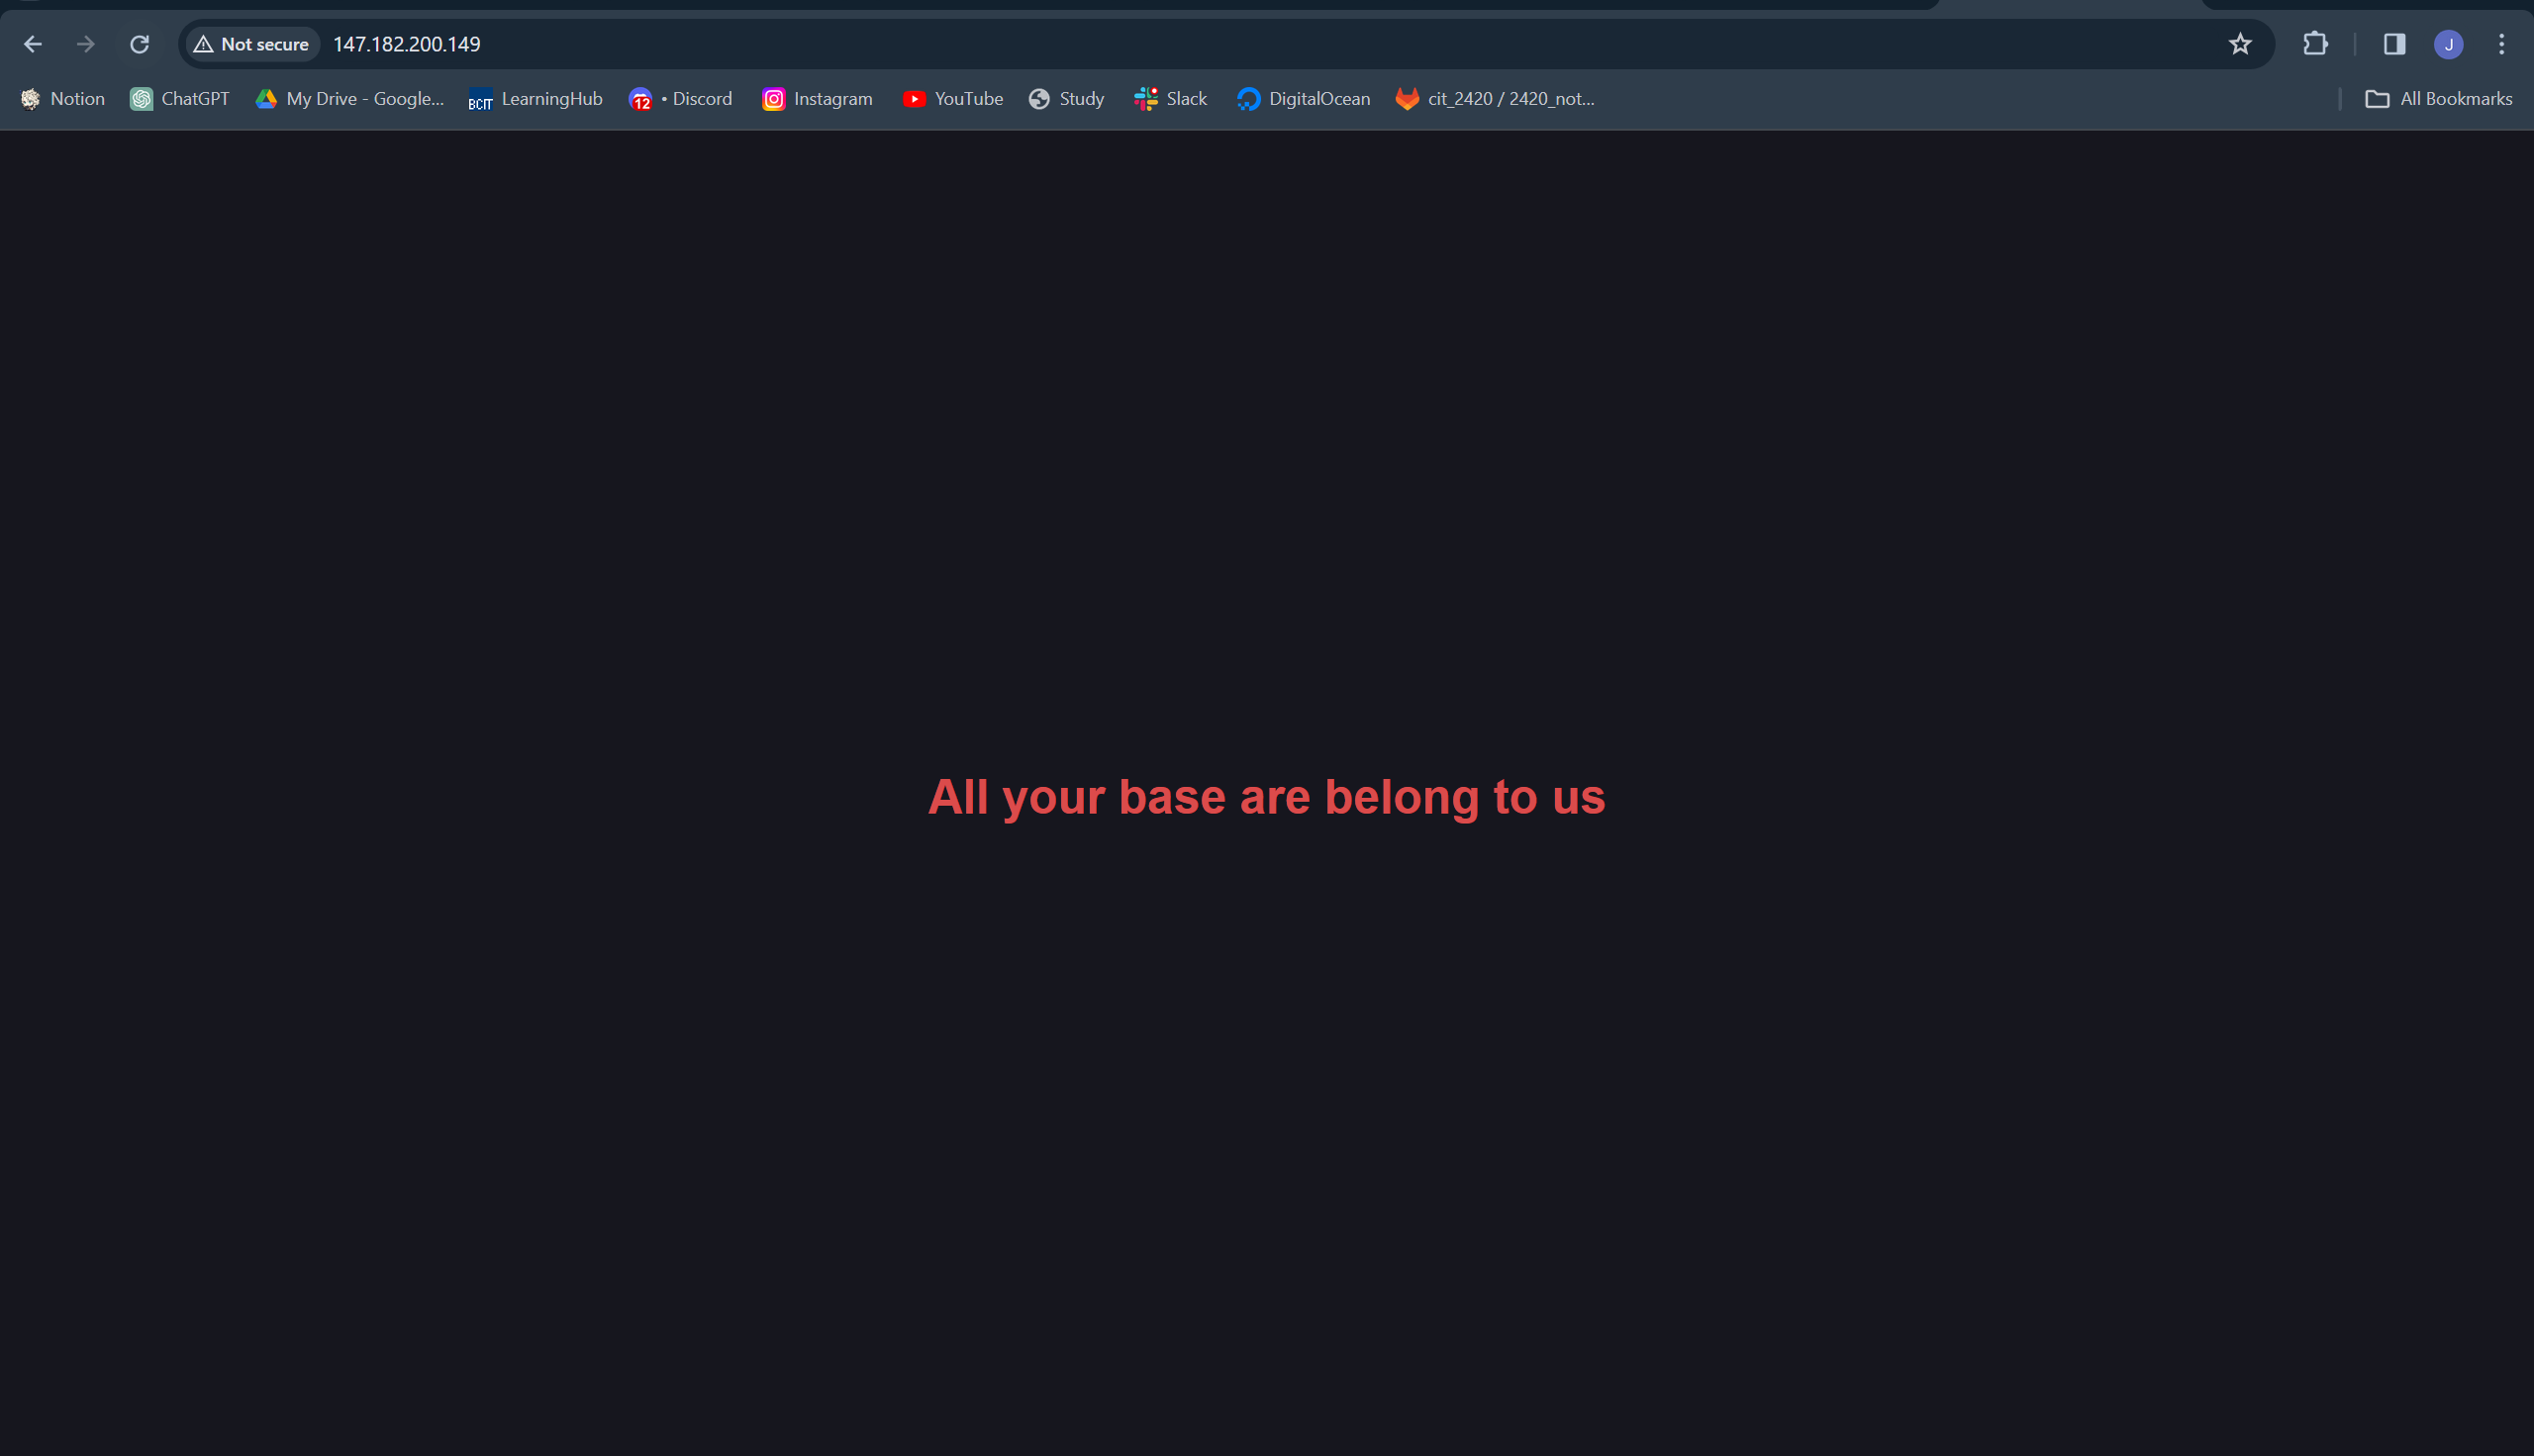 Not secure 147.182.200.149 J
Notion ChatGPT My Drive - Google... BCIT LearningHub 12 • Discord Instagram YouTube Study Slack DigitalOcean cit_2420 / 2420_not... All Bookmarks
All your base are belong to us